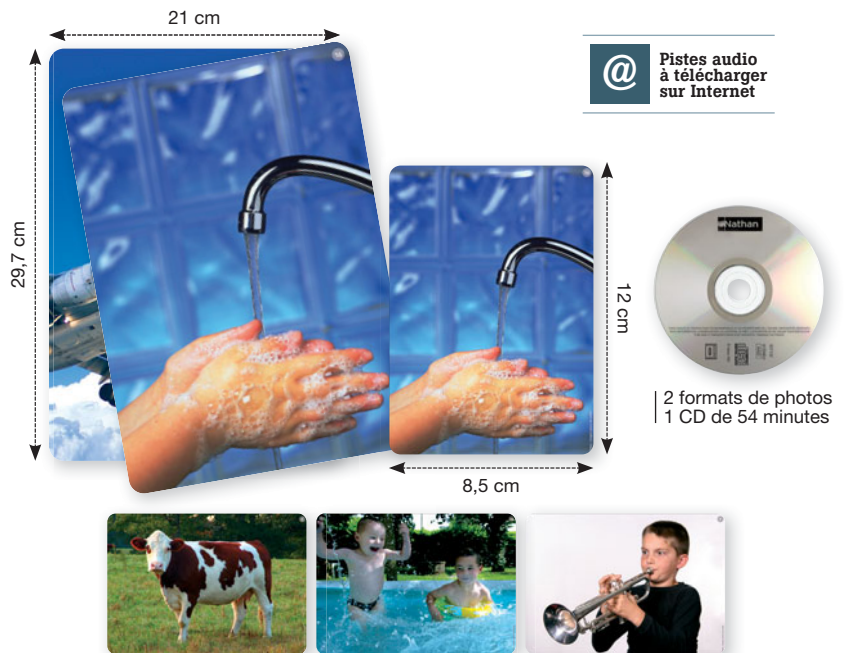 21 cm
Pistes audio
à télécharger
sur Internet
@
29,7 cm
12 cm
Nathan
2 formats de photos
1 CD de 54 minutes
8,5 cm